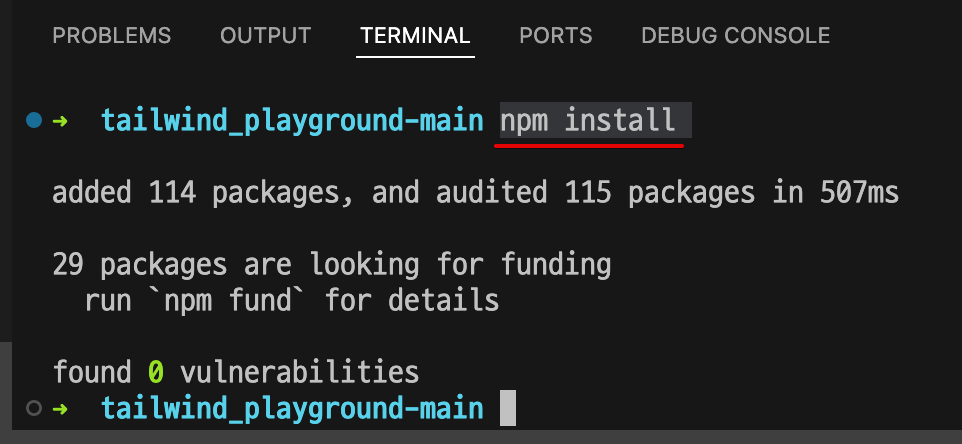 PROBLEMS OUTPUT TERMINAL PORTS DEBUG CONSOLE
➜ tailwind_playground-main npm install
added 114 packages, and audited 115 packages in 507ms
29 packages are looking for funding
run `npm fund` for details
found 0 vulnerabilities
➜ tailwind_playground-main